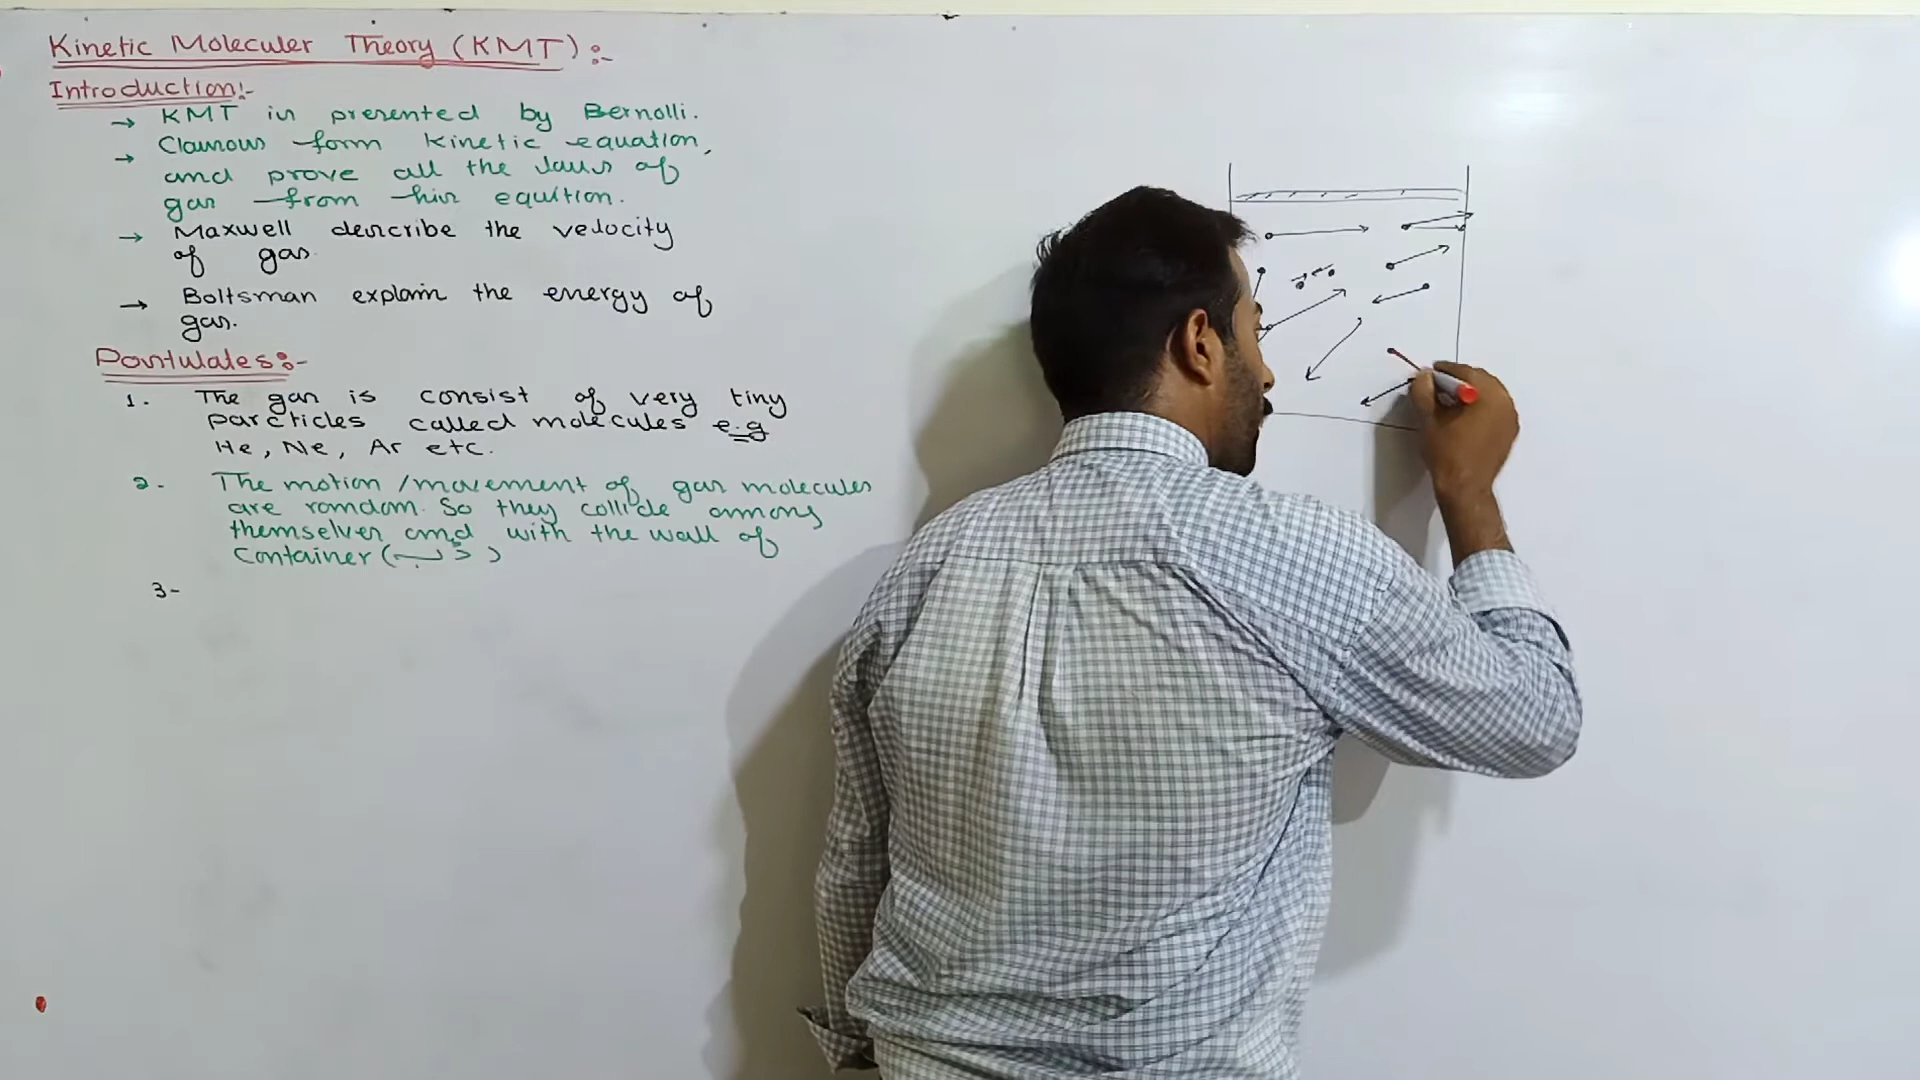 Kinetic Moleculer Theory (KMT) :-
Introduction:-
→ KMT is presented by Bernolli.
→ Clausous form kinetic equation,
and prove all the laws of
gas from his equition.
→ Maxwell describe the velocity
of gas.
→ Boltsman explain the energy of
gas.
Postulates:-
1. The gas is consist of very tiny
parcticles called molecules e.g
He, Ne, Ar etc.
2. The motion/movement of gas molecules
are random. So they collide among
themselves and with the wall of
Container ( )
3-